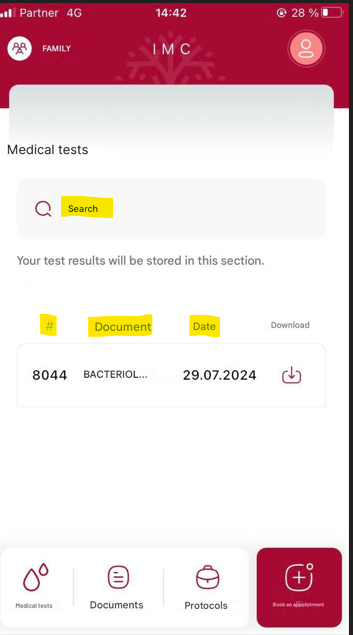 Partner 4G 14:42 28 %
FAMILY IMC
Medical tests
Search
Your test results will be stored in this section.
# Document Date Download
8044 BACTERIOL... 29.07.2024
Medical tests Documents Protocols Book an appointment